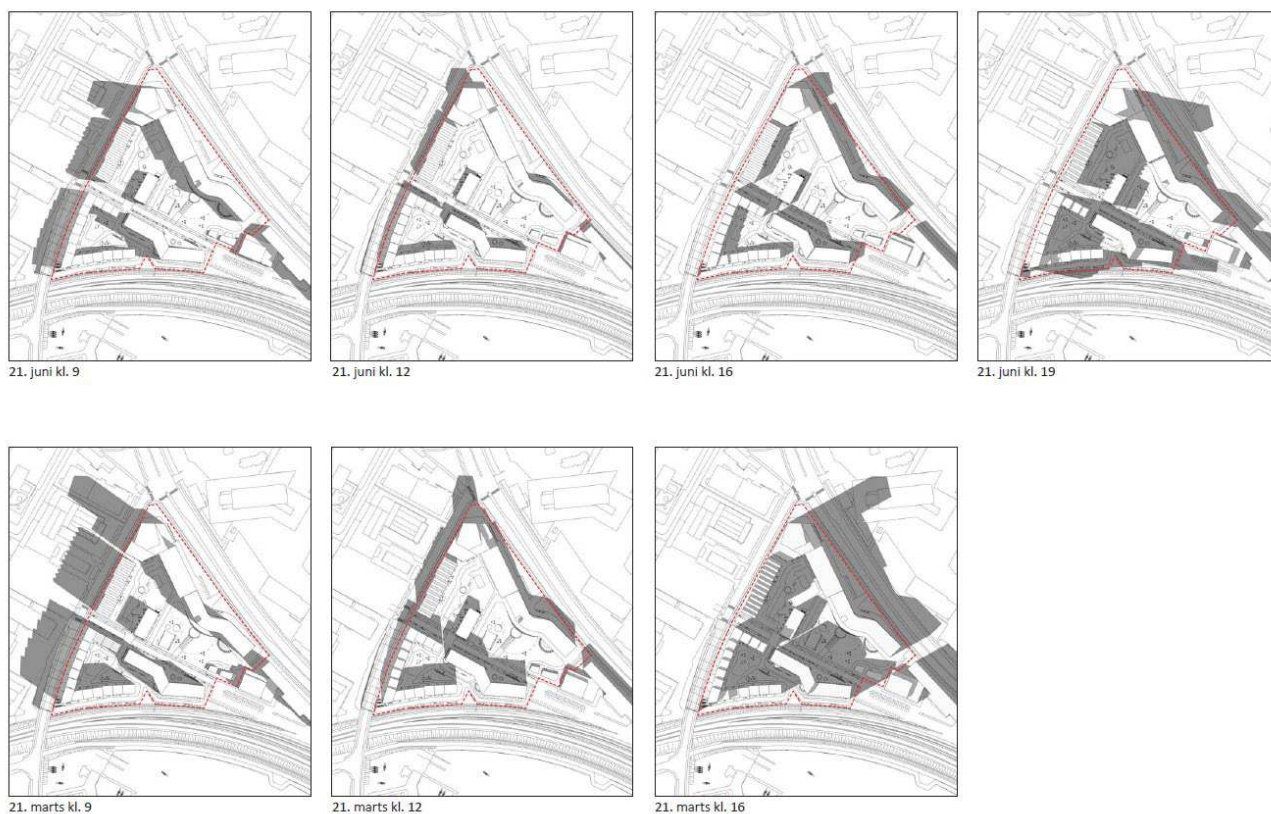 21. juni kl. 9
21. juni kl. 12
21. juni kl. 16
21. juni kl. 19
21. marts kl. 9
21. marts kl. 12
21. marts kl. 16